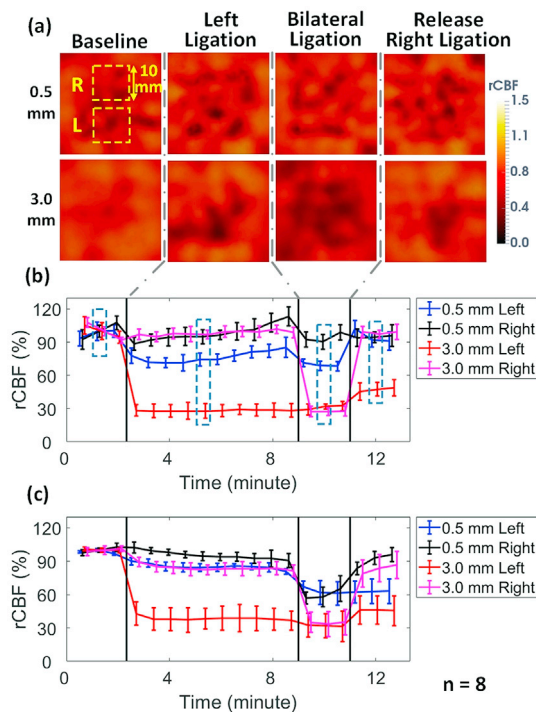 (a)
Baseline
Left
Ligation
Bilateral
Ligation
Release
Right Ligation
0.5
mm
R
L
10
mm
3.0
mm
rCBF
1.5
1.1
0.8
0.4
0.0
(b)
120
90
60
30
0
rCBF (%)
0 4 8 12
Time (minute)
0.5 mm Left
0.5 mm Right
3.0 mm Left
3.0 mm Right
(c)
120
90
60
30
0
rCBF (%)
0 4 8 12
Time (minute)
0.5 mm Left
0.5 mm Right
3.0 mm Left
3.0 mm Right
n = 8